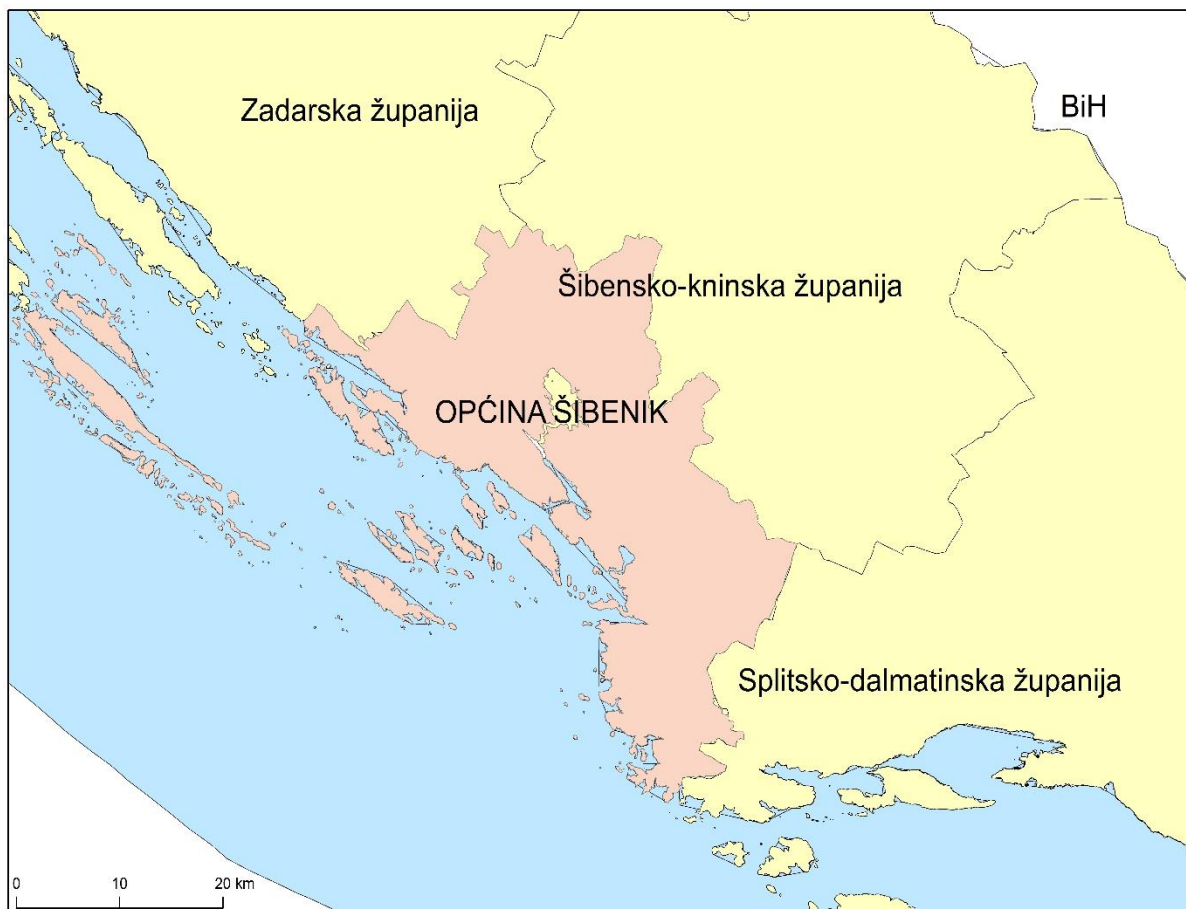 Zadarska županija
BiH
Šibensko-kninska županija
OPĆINA ŠIBENIK
Splitsko-dalmatinska županija
0 10 20 km